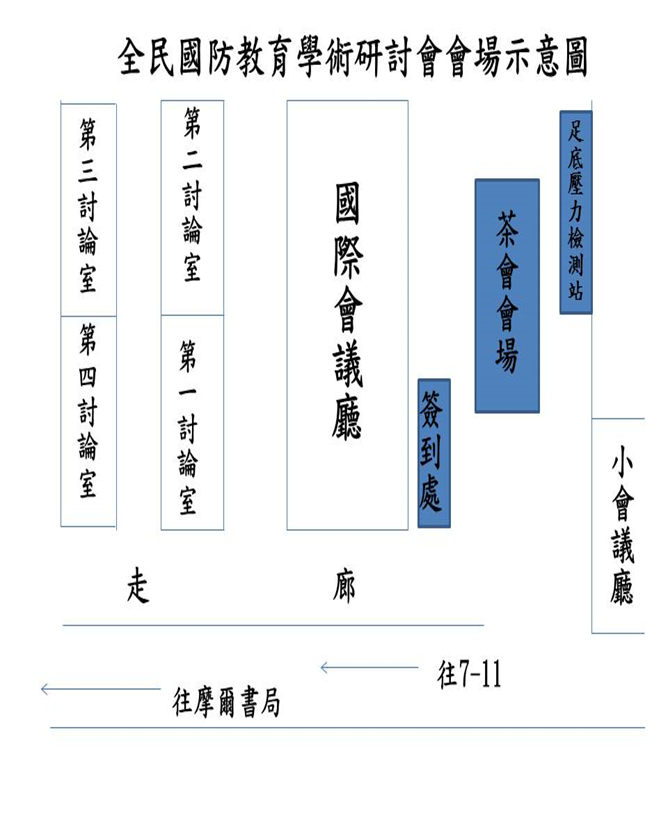 全民國防教育學術研討會會場示意圖
第三討論室
第四討論室
第二討論室
第一討論室
國際會議廳
簽到處
茶會會場
足底壓力檢測站
小會議廳
走廊
往7-11
往摩爾書局